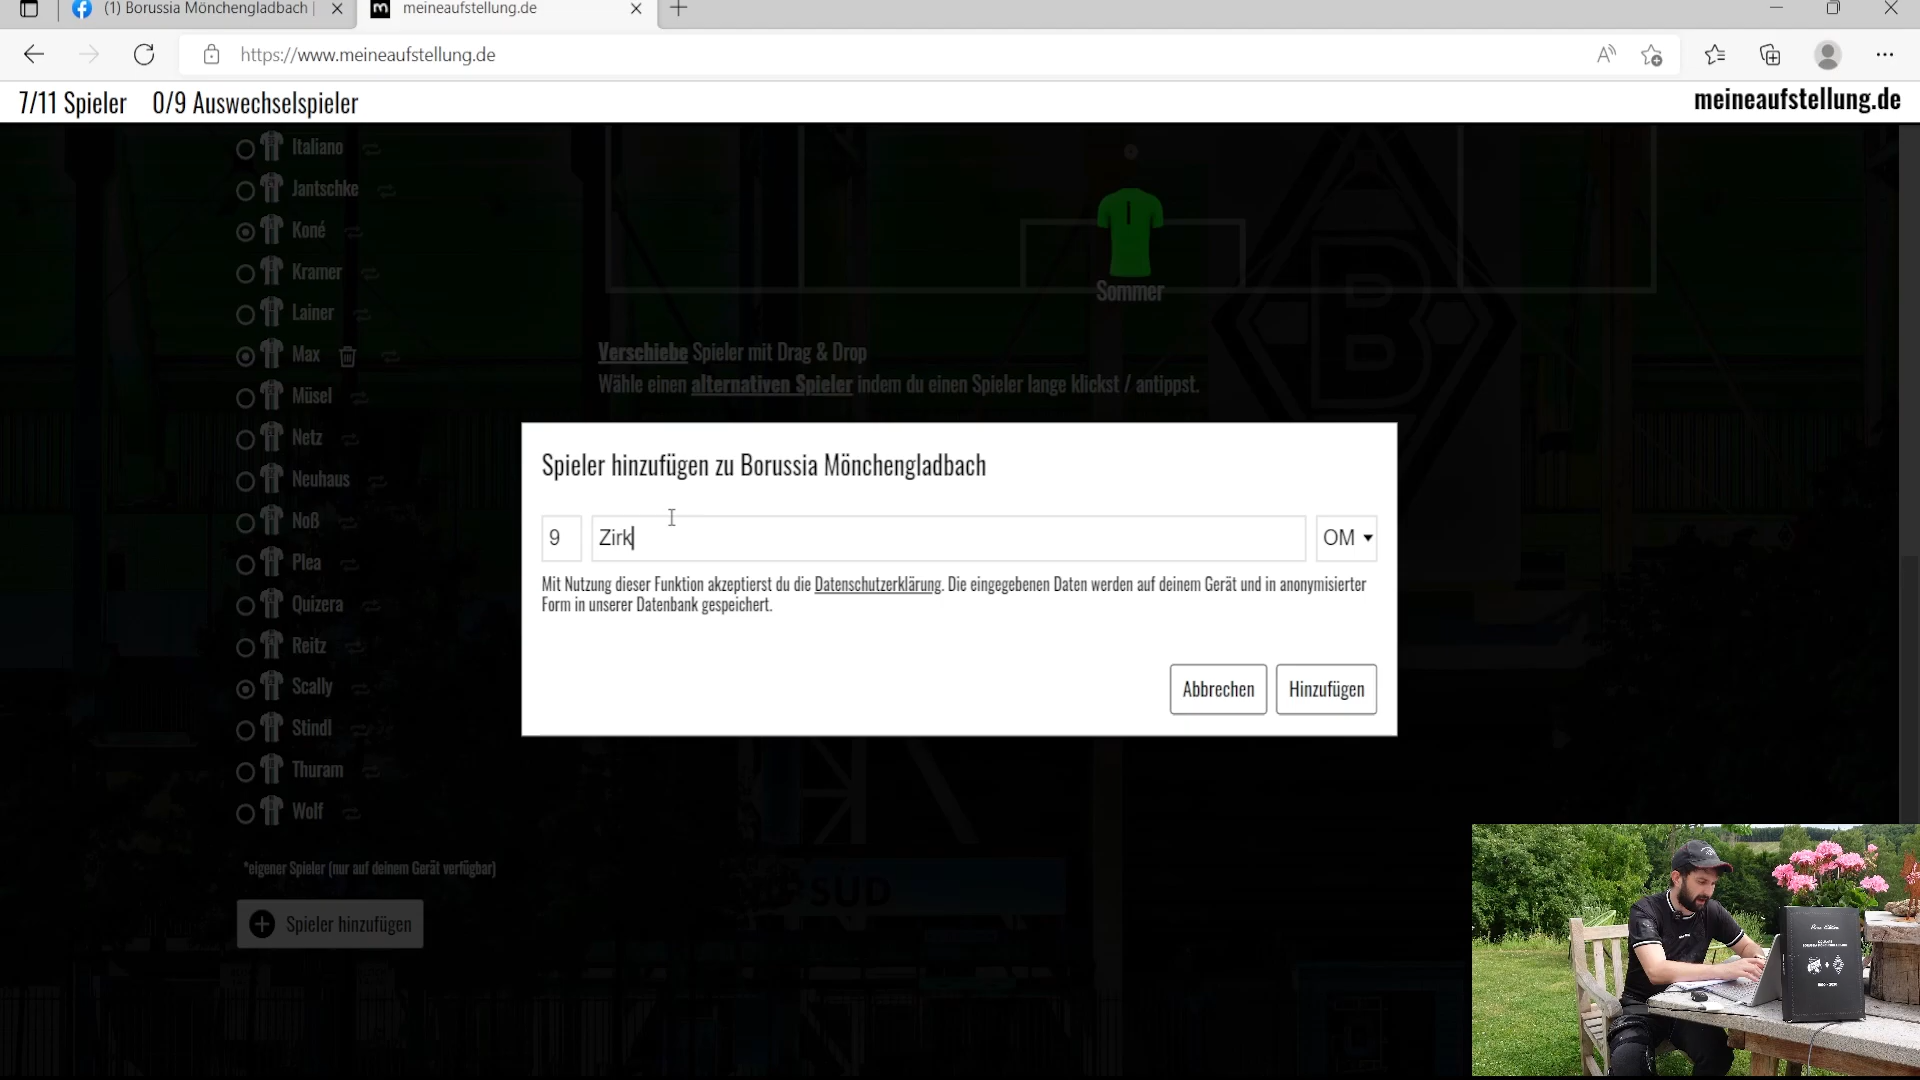 (1) Borussia Mönchengladbach |
meineaufstellung.de
https://www.meineaufstellung.de
7/11 Spieler 0/9 Auswechselspieler
meineaufstellung.de
Italiano
Jantschke
Koné
Kramer
Lainer
Max
Müsel
Netz
Neuhaus
Noß
Plea
Quizera
Reitz
Scally
Stindl
Thuram
Wolf
*eigener Spieler (nur auf deinem Gerät verfügbar)
Spieler hinzufügen
1
Sommer
Verschiebe Spieler mit Drag & Drop
Wähle einen alternativen Spieler indem du einen Spieler lange klickst / antippst.
Spieler hinzufügen zu Borussia Mönchengladbach
9 Zirk OM
Mit Nutzung dieser Funktion akzeptierst du die Datenschutzerklärung. Die eingegebenen Daten werden auf deinem Gerät und in anonymisierter
Form in unserer Datenbank gespeichert.
Abbrechen Hinzufügen
SUD